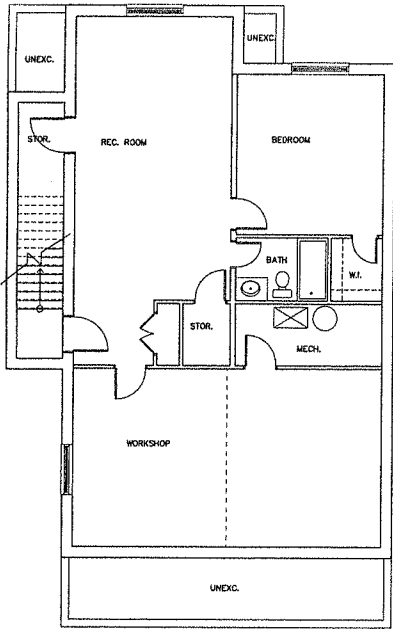 UNEXC.
UNEXC.
STOR.
REC. ROOM
BEDROOM
BATH
W.I.
STOR.
MECH.
WORKSHOP
UNEXC.